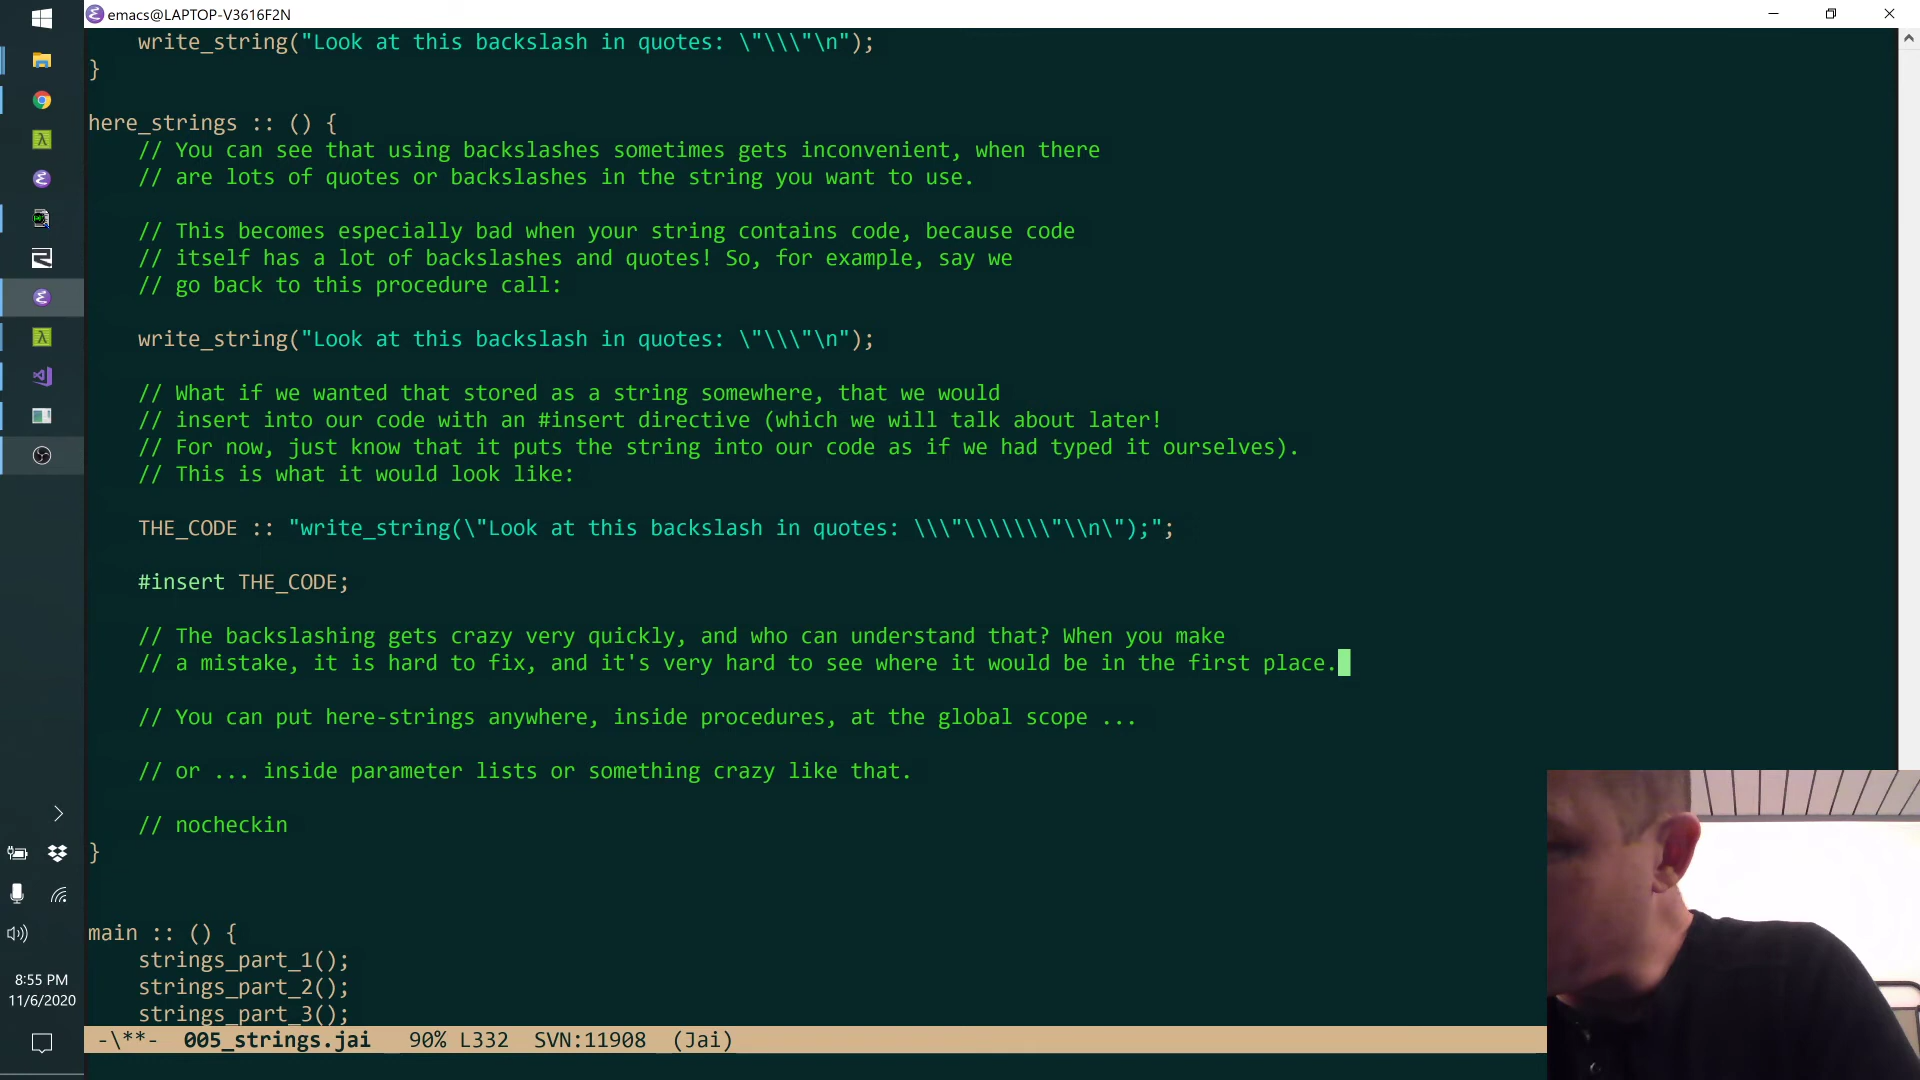 emacs@LAPTOP-V3616F2N
    write_string("Look at this backslash in quotes: \"\\\"\n");
}
here_strings :: () {
    // You can see that using backslashes sometimes gets inconvenient, when there
    // are lots of quotes or backslashes in the string you want to use.
    // This becomes especially bad when your string contains code, because code
    // itself has a lot of backslashes and quotes! So, for example, say we
    // go back to this procedure call:
    write_string("Look at this backslash in quotes: \"\\\"\n");
    // What if we wanted that stored as a string somewhere, that we would
    // insert into our code with an #insert directive (which we will talk about later!
    // For now, just know that it puts the string into our code as if we had typed it ourselves).
    // This is what it would look like:
    THE_CODE :: "write_string(\"Look at this backslash in quotes: \\\"\\\\\\\"\\n\");";
    #insert THE_CODE;
    // The backslashing gets crazy very quickly, and who can understand that? When you make
    // a mistake, it is hard to fix, and it's very hard to see where it would be in the first place.
    // You can put here-strings anywhere, inside procedures, at the global scope ...
    // or ... inside parameter lists or something crazy like that.
    // nocheckin
}
main :: () {
    strings_part_1();
    strings_part_2();
    strings_part_3();
-\**-  005_strings.jai   90% L332  SVN:11908  (Jai)
8:55 PM
11/6/2020